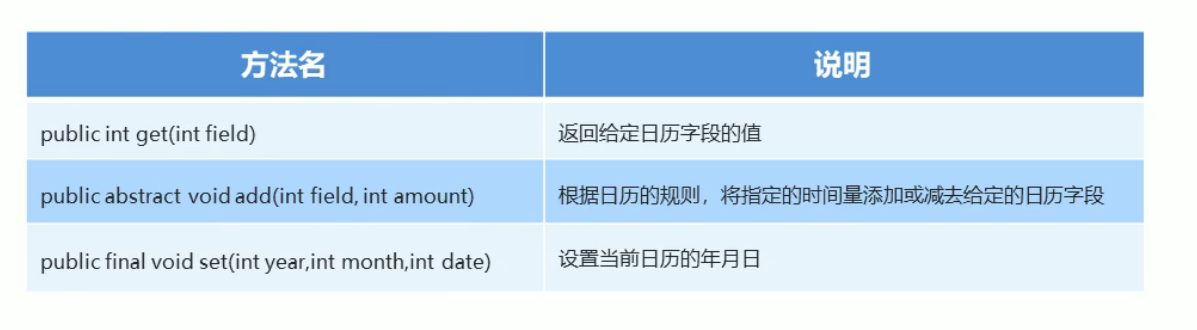 方法名 说明
public int get(int field) 返回给定日历字段的值
public abstract void add(int field, int amount) 根据日历的规则，将指定的时间量添加或减去给定的日历字段
public final void set(int year,int month,int date) 设置当前日历的年月日